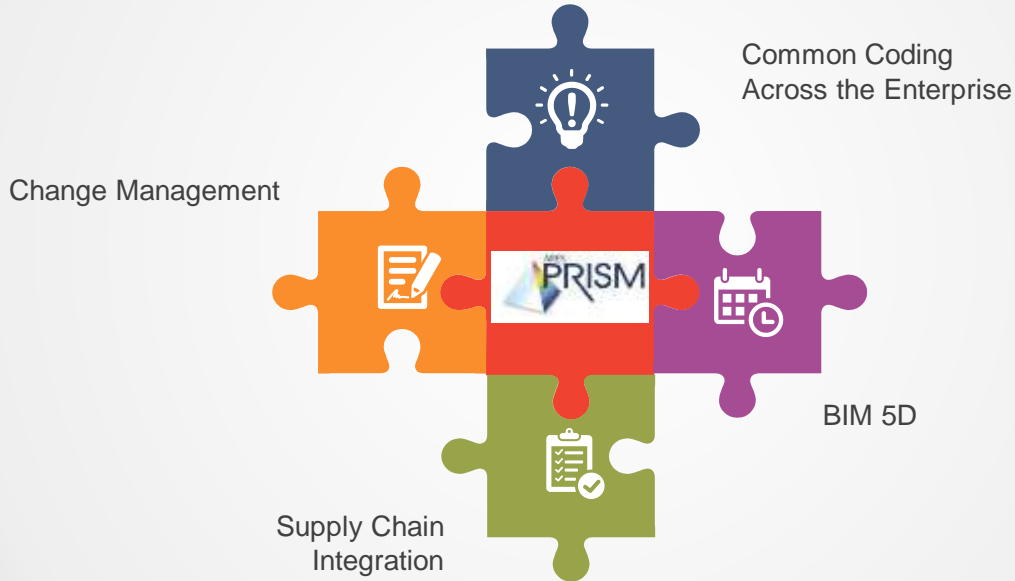 Common Coding
Across the Enterprise
Change Management
PRISM
BIM 5D
Supply Chain
Integration